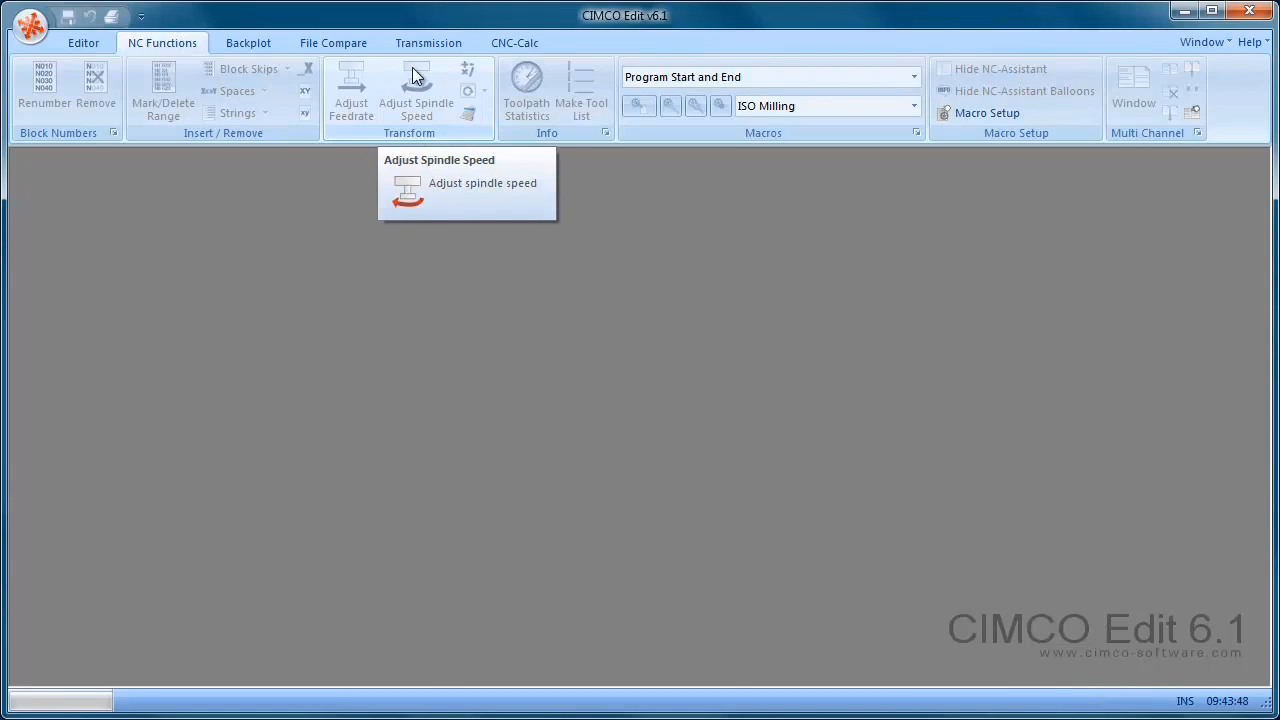 CIMCO Edit v6.1
Editor NC Functions Backplot File Compare Transmission CNC-Calc Window Help
N010
N020
N030
N040
Renumber
Remove
Block Numbers
Mark/Delete
Range
Block Skips
Spaces
Strings
Insert / Remove
Adjust
Feedrate
Adjust Spindle
Speed
Transform
Toolpath
Statistics
Make Tool
List
Info
Program Start and End
ISO Milling
Macros
Hide NC-Assistant
Hide NC-Assistant Balloons
Macro Setup
Macro Setup
Window
Multi Channel
Adjust Spindle Speed
Adjust spindle speed
CIMCO Edit 6.1
www.cimco-software.com
INS 09:43:48